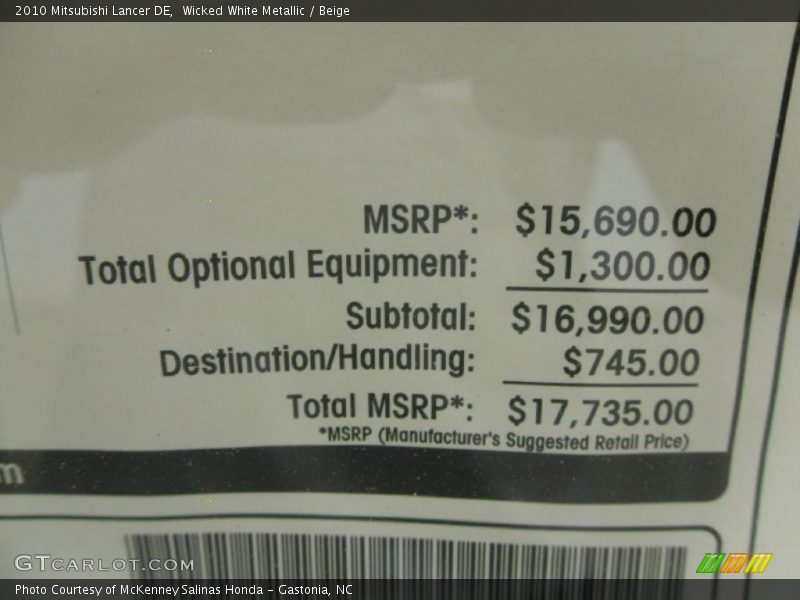 2010 Mitsubishi Lancer DE, Wicked White Metallic / Beige
MSRP*: $15,690.00
Total Optional Equipment: $1,300.00
Subtotal: $16,990.00
Destination/Handling: $745.00
Total MSRP*: $17,735.00
*MSRP (Manufacturer's Suggested Retail Price)
m
GTCARLOT.COM
Photo Courtesy of McKenney Salinas Honda - Gastonia, NC